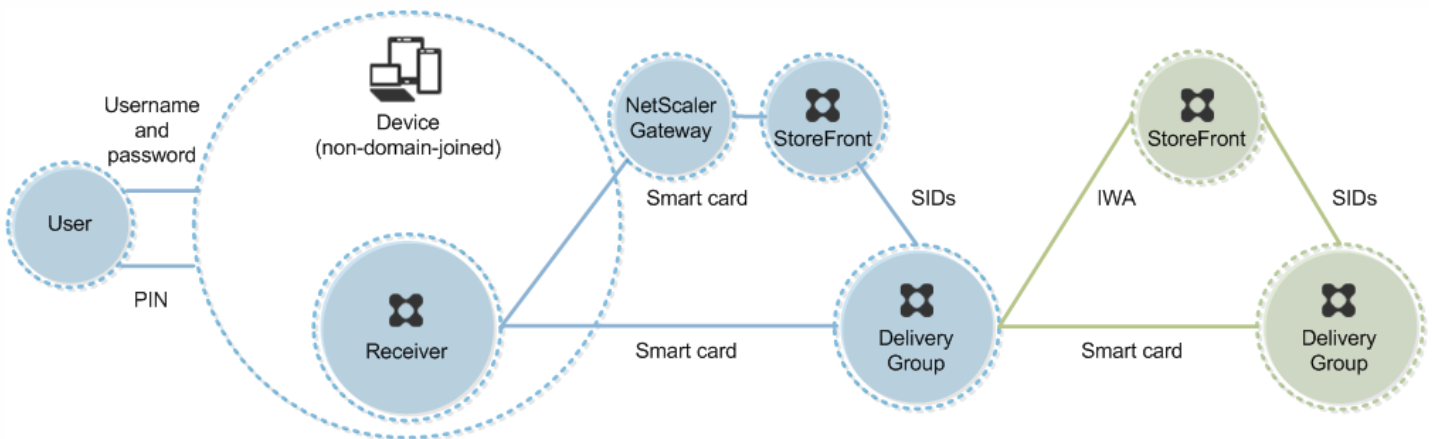 Username
and
password
User
PIN
Device
(non-domain-joined)
Receiver
NetScaler
Gateway
StoreFront
Smart card
SIDs
Smart card
Delivery
Group
StoreFront
IWA
SIDs
Smart card
Delivery
Group